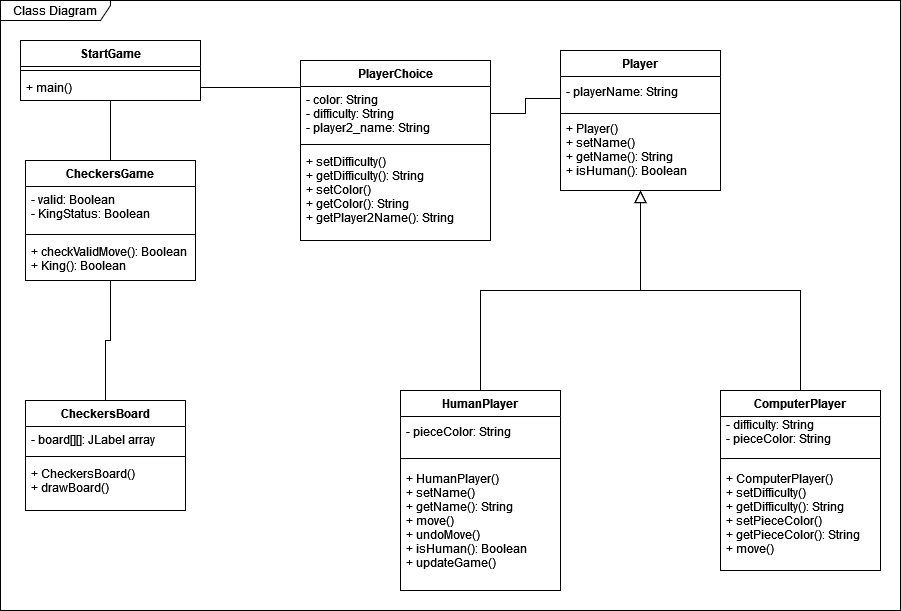 Class Diagram
StartGame
+ main()
PlayerChoice
- color: String
- difficulty: String
- player2_name: String
+ setDifficulty()
+ getDifficulty(): String
+ setColor()
+ getColor(): String
+ getPlayer2Name(): String
Player
- playerName: String
+ Player()
+ setName()
+ getName(): String
+ isHuman(): Boolean
CheckersGame
- valid: Boolean
- KingStatus: Boolean
+ checkValidMove(): Boolean
+ King(): Boolean
CheckersBoard
- board[][]: JLabel array
+ CheckersBoard()
+ drawBoard()
HumanPlayer
- pieceColor: String
+ HumanPlayer()
+ setName()
+ getName(): String
+ move()
+ undoMove()
+ isHuman(): Boolean
+ updateGame()
ComputerPlayer
- difficulty: String
- pieceColor: String
+ ComputerPlayer()
+ setDifficulty()
+ getDifficulty(): String
+ setPieceColor()
+ getPieceColor(): String
+ move()